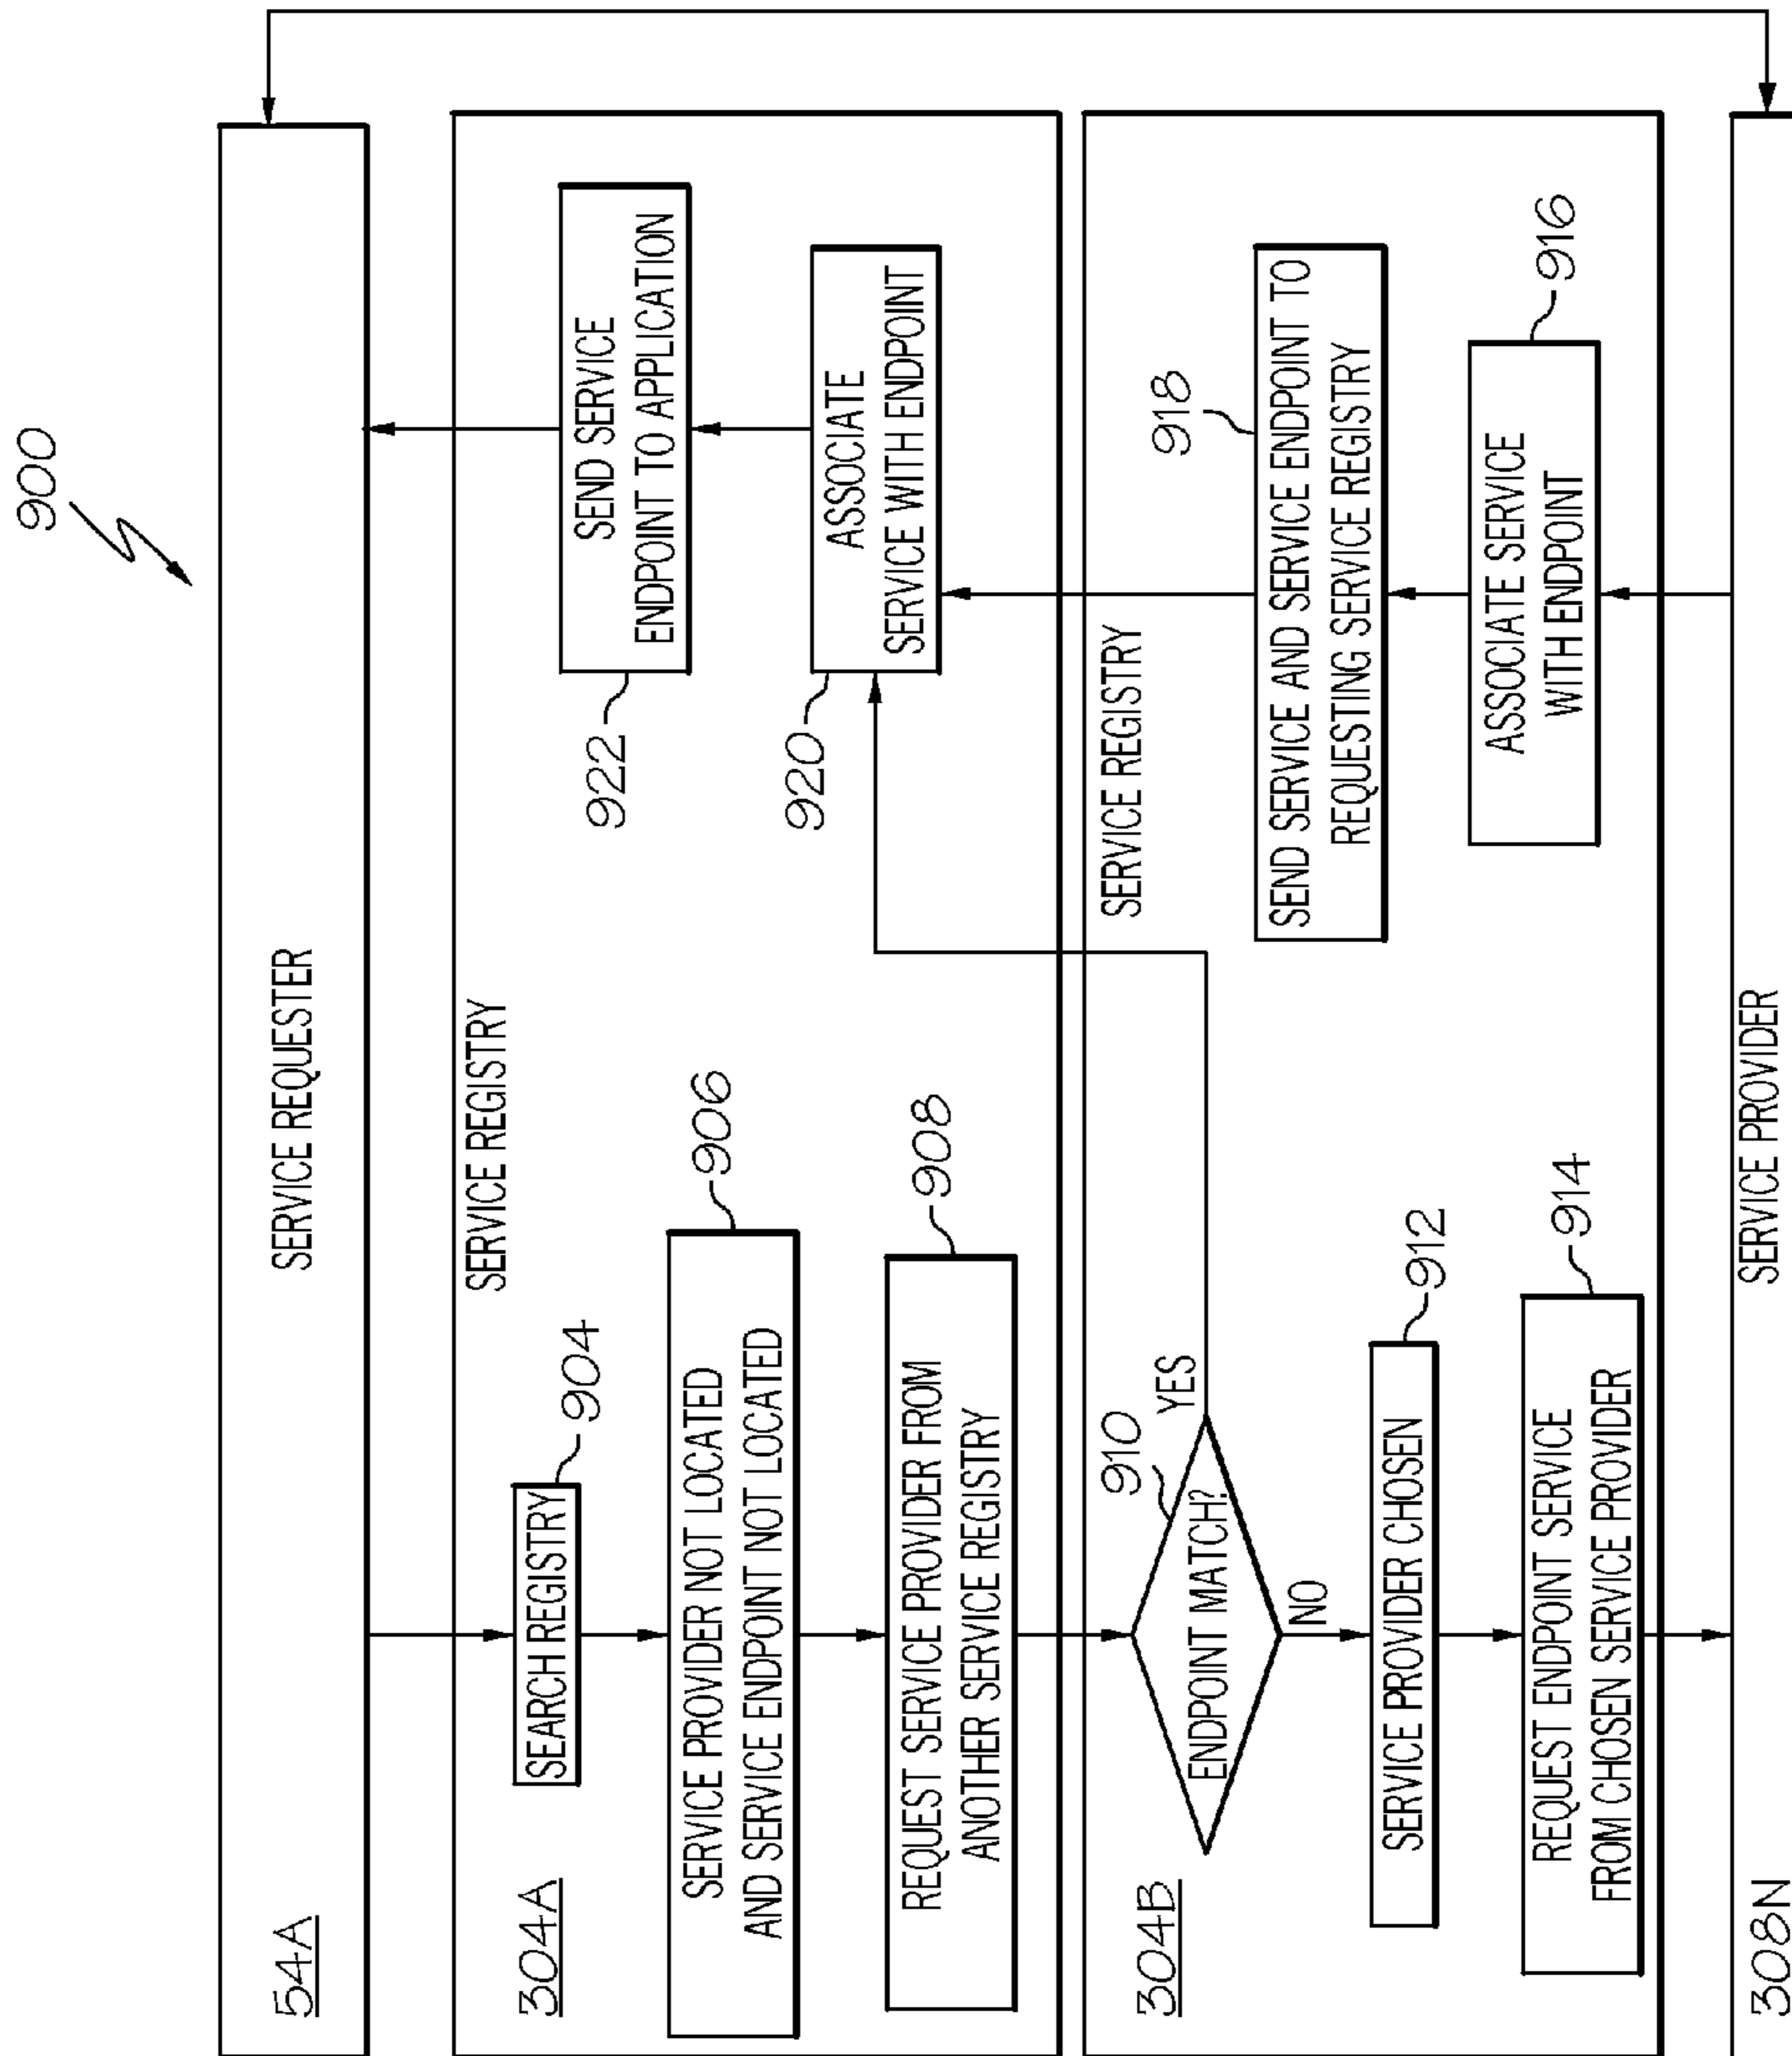 900
54A
SERVICE REQUESTER
SERVICE REGISTRY
304A
SEARCH REGISTRY
904
SERVICE PROVIDER NOT LOCATED
AND SERVICE ENDPOINT NOT LOCATED
906
REQUEST SERVICE PROVIDER FROM
ANOTHER SERVICE REGISTRY
908
SEND SERVICE
ENDPOINT TO APPLICATION
922
ASSOCIATE
SERVICE WITH ENDPOINT
920
SERVICE REGISTRY
304B
ENDPOINT MATCH?
910
YES
NO
SERVICE PROVIDER CHOSEN
912
REQUEST ENDPOINT SERVICE
FROM CHOSEN SERVICE PROVIDER
914
SEND SERVICE AND SERVICE ENDPOINT TO
REQUESTING SERVICE REGISTRY
918
ASSOCIATE SERVICE
WITH ENDPOINT
916
SERVICE PROVIDER
308N